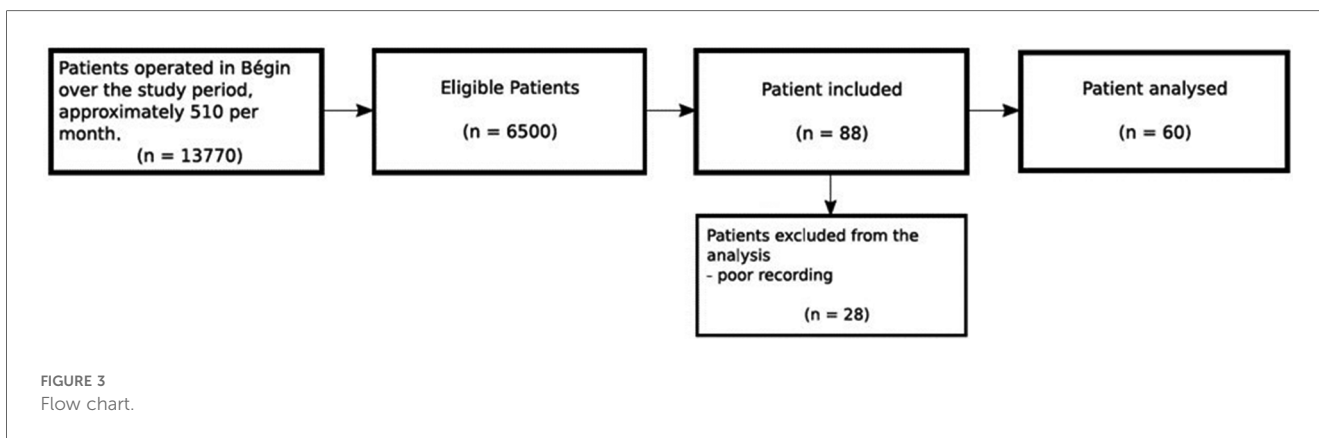 Patients operated in Bégin
over the study period,
approximately 510 per
month.
(n = 13770)
Eligible Patients
(n = 6500)
Patient included
(n = 88)
Patient analysed
(n = 60)
Patients excluded from the
analysis
- poor recording
(n = 28)
FIGURE 3
Flow chart.